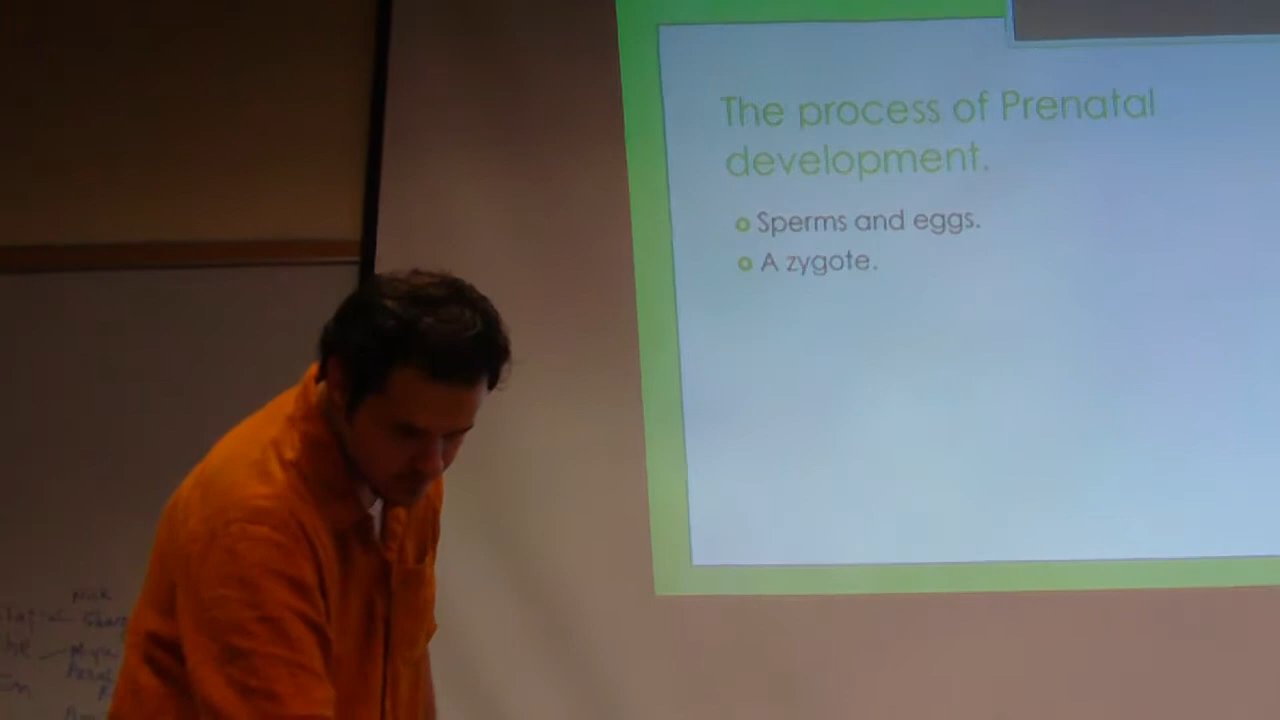 The process of Prenatal
development.
Sperms and eggs.
A zygote.